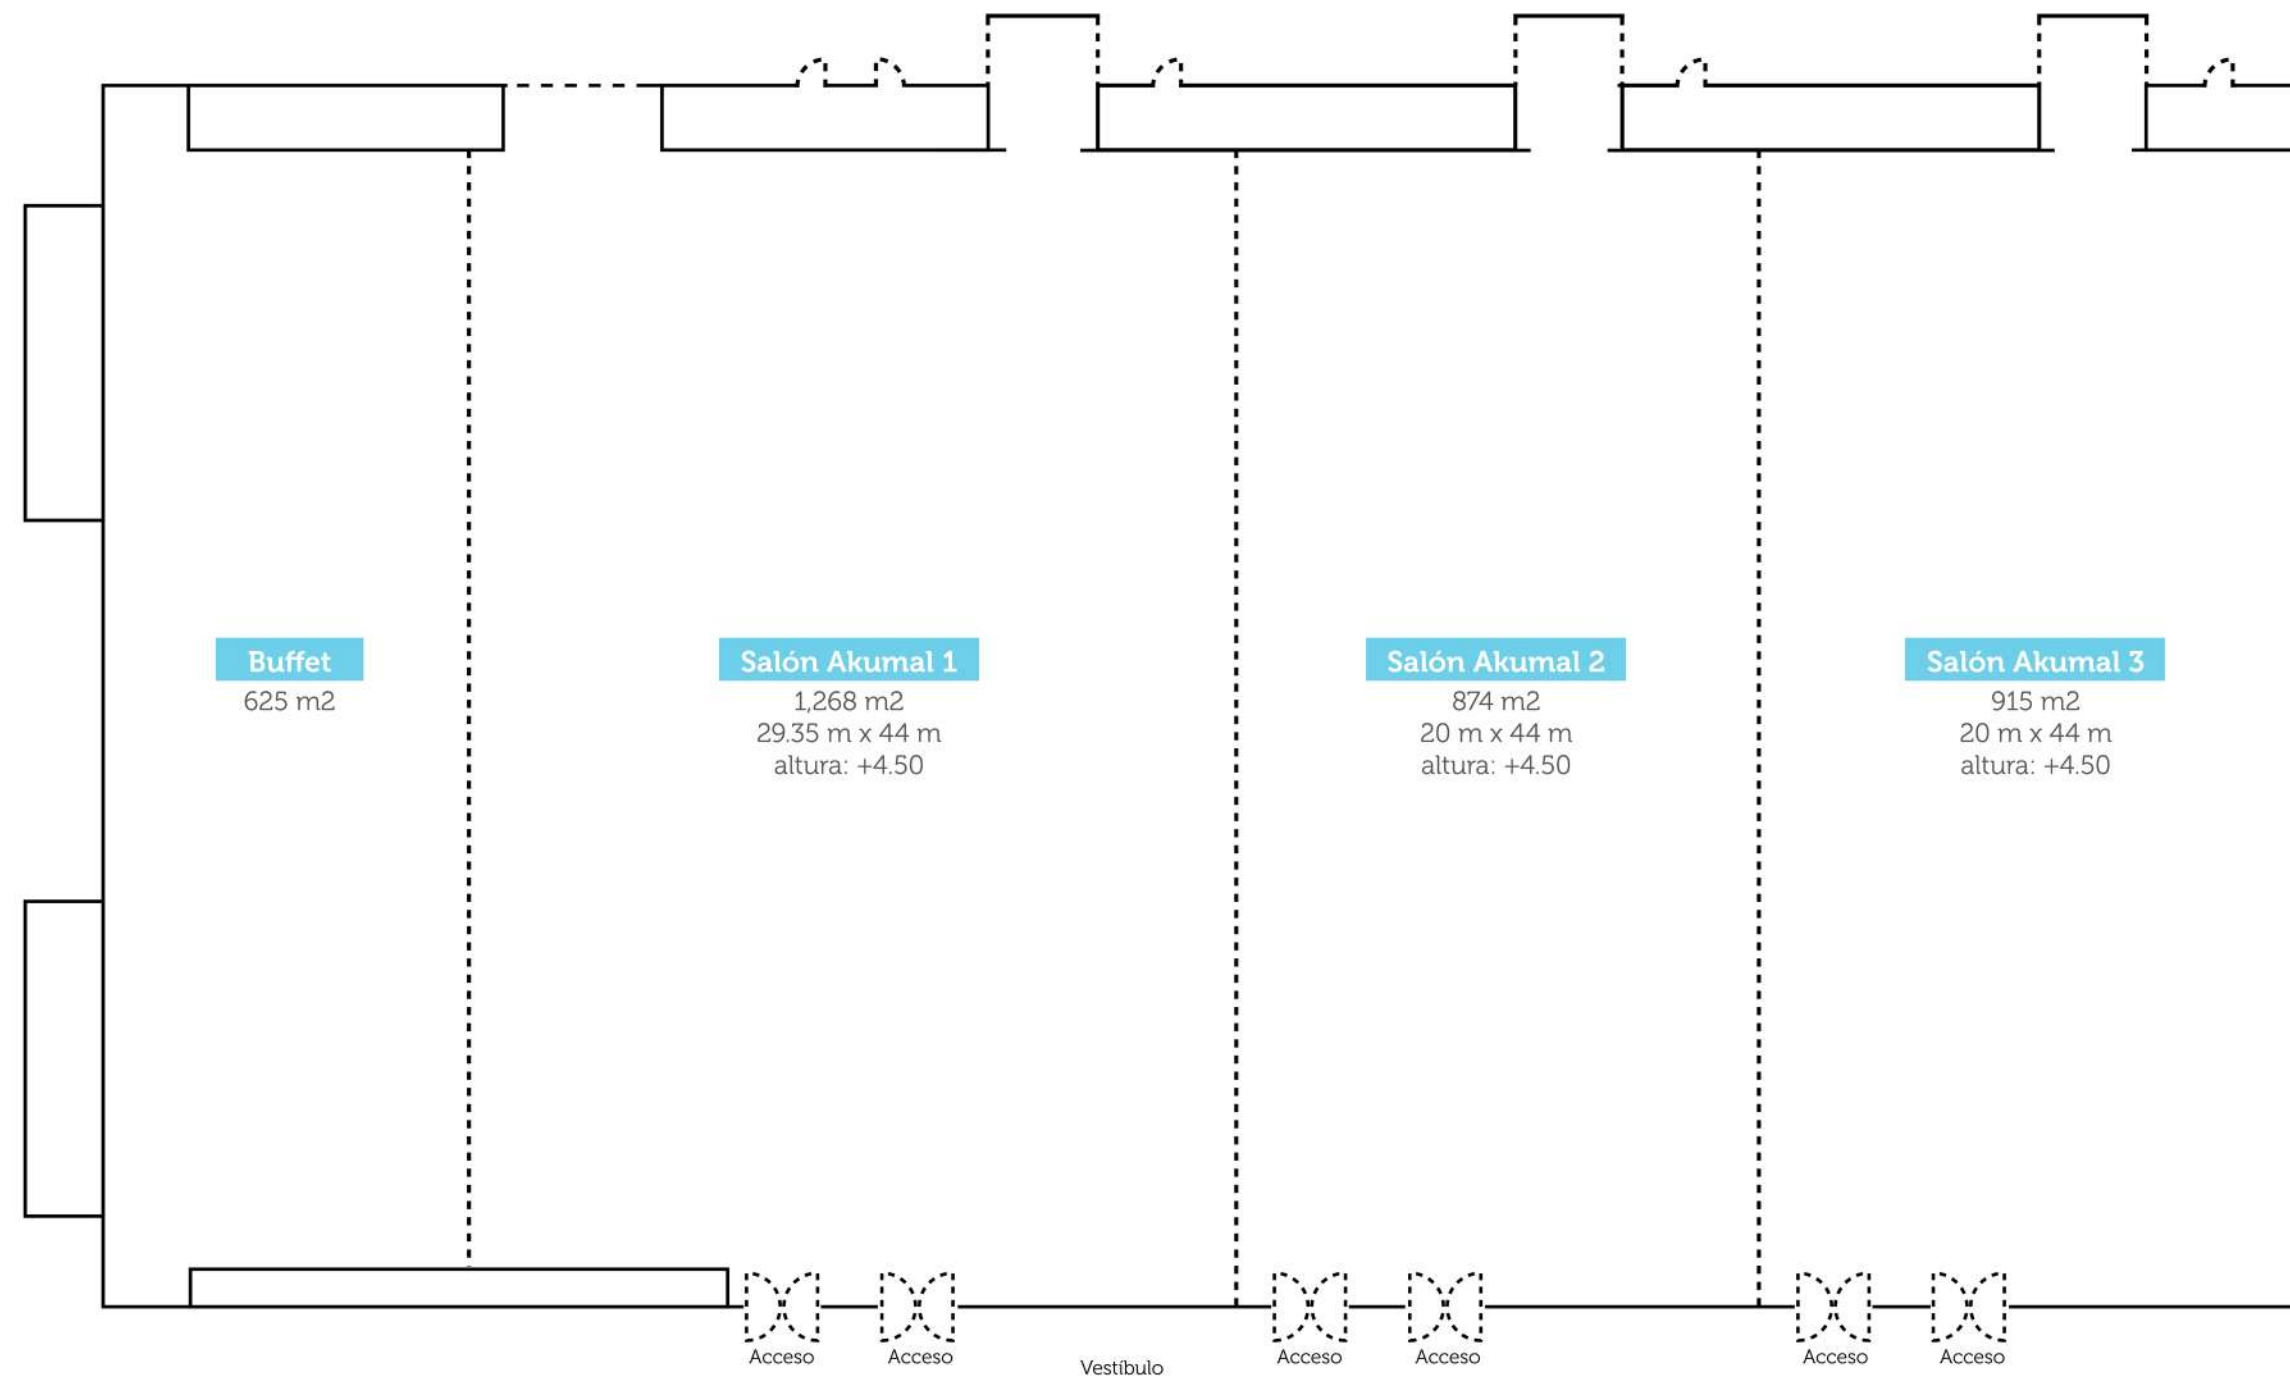 Buffet
625 m2
Salón Akumal 1
1,268 m2
29.35 m x 44 m
altura: +4.50
Salón Akumal 2
874 m2
20 m x 44 m
altura: +4.50
Salón Akumal 3
915 m2
20 m x 44 m
altura: +4.50
Acceso
Acceso
Vestíbulo
Acceso
Acceso
Acceso
Acceso